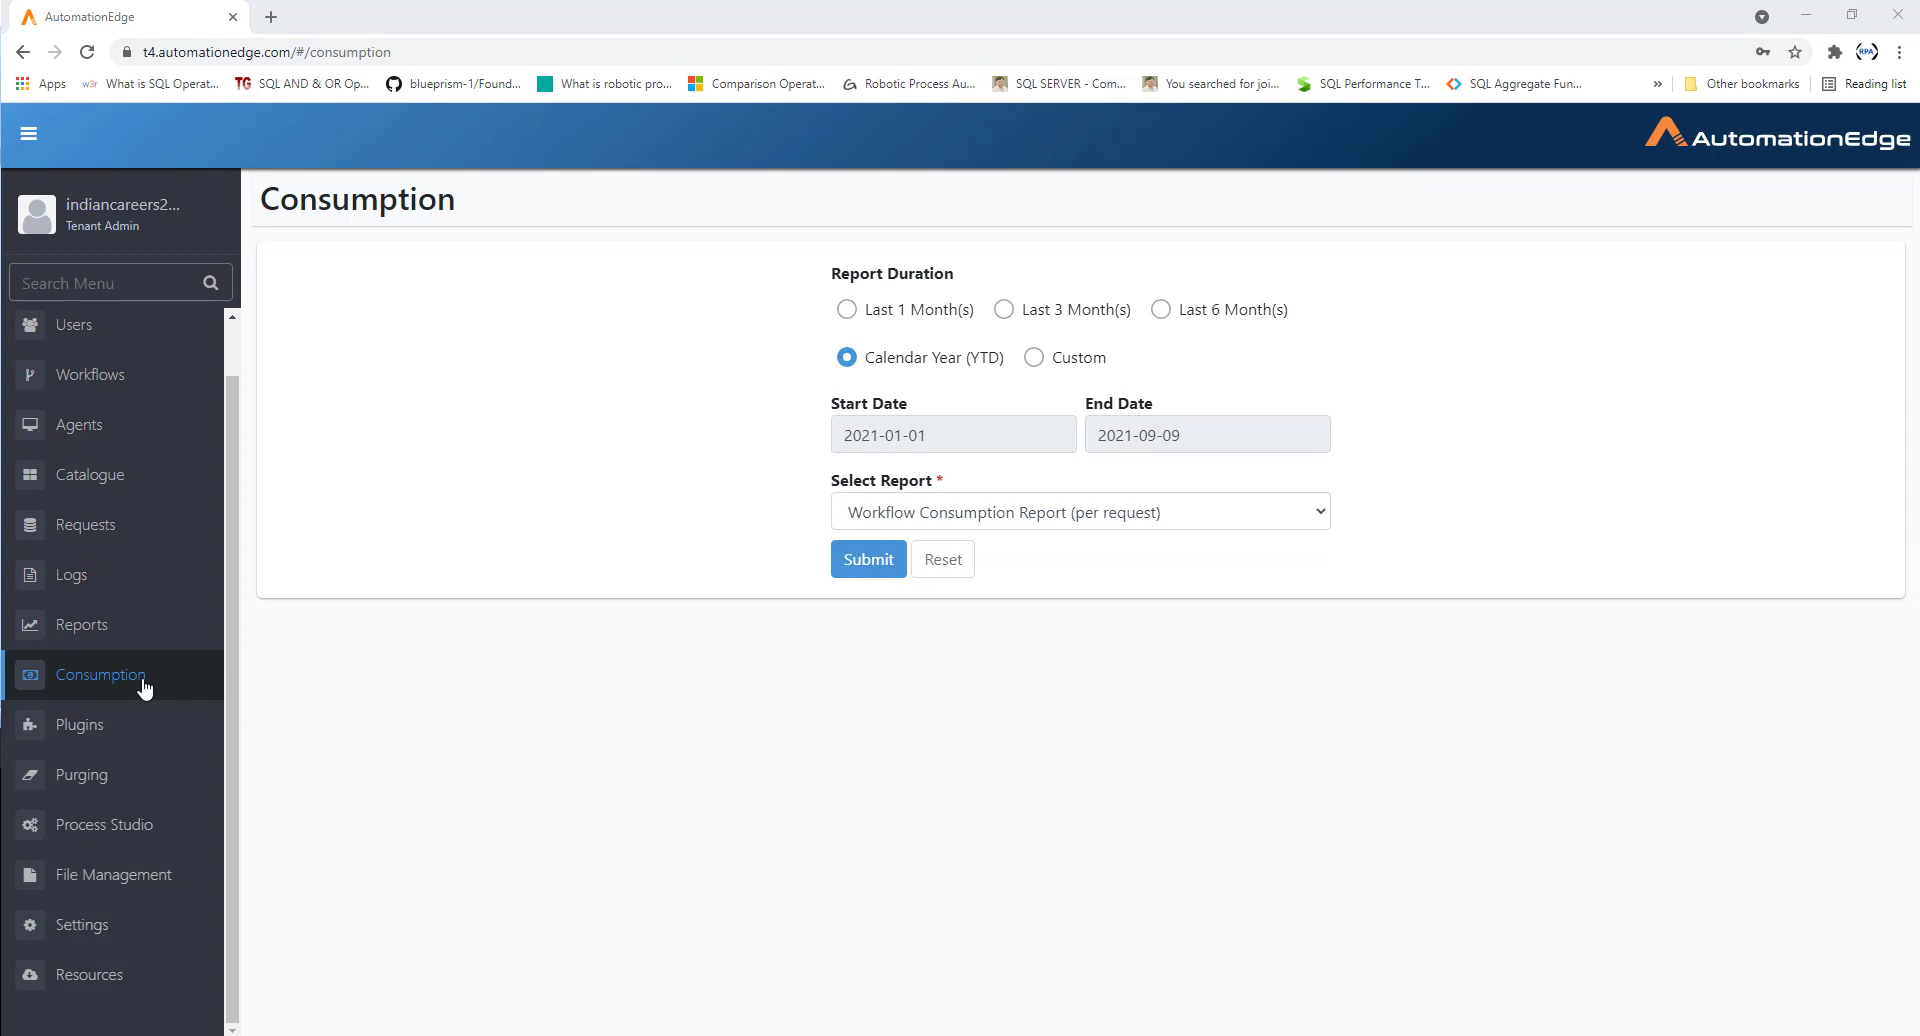 AutomationEdge
t4.automationedge.com/#/consumption
Apps
w3r What is SQL Operat...
TG SQL AND & OR Op...
blueprism-1/Found...
What is robotic pro...
Comparison Operat...
Robotic Process Au...
SQL SERVER - Com...
You searched for joi...
SQL Performance T...
SQL Aggregate Fun...
»
Other bookmarks
Reading list
RPA
AutomationEdge
indiancareers2...
Tenant Admin
Search Menu
Users
Workflows
Agents
Catalogue
Requests
Logs
Reports
Consumption
Plugins
Purging
Process Studio
File Management
Settings
Resources
Consumption
Report Duration
Last 1 Month(s) Last 3 Month(s) Last 6 Month(s)
Calendar Year (YTD) Custom
Start Date End Date
2021-01-01 2021-09-09
Select Report *
Workflow Consumption Report (per request)
Submit Reset